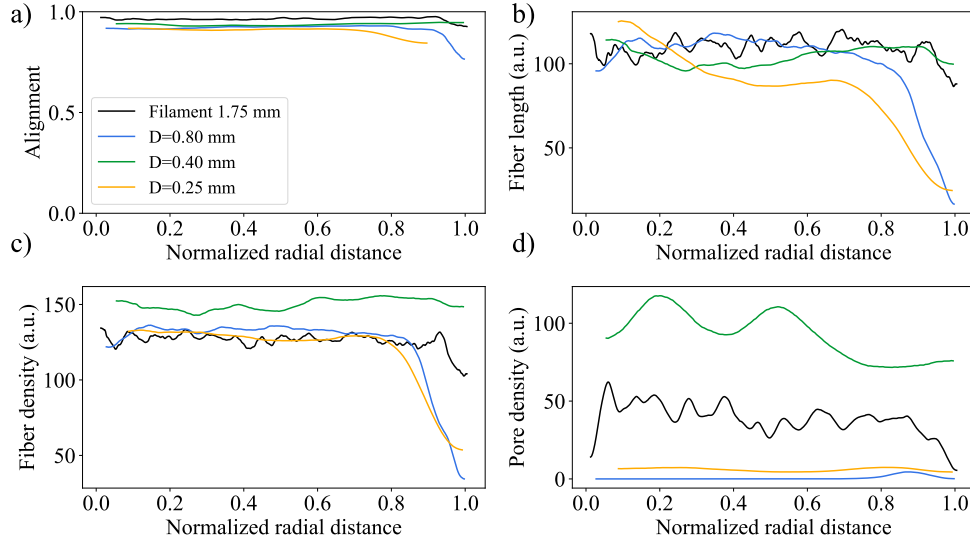 a)
1.0
0.5
0.0
Alignment
Filament 1.75 mm
D=0.80 mm
D=0.40 mm
D=0.25 mm
0.0 0.2 0.4 0.6 0.8 1.0
Normalized radial distance
b)
100
50
Fiber length (a.u.)
0.0 0.2 0.4 0.6 0.8 1.0
Normalized radial distance
c)
150
100
50
Fiber density (a.u.)
0.0 0.2 0.4 0.6 0.8 1.0
Normalized radial distance
d)
100
50
0
Pore density (a.u.)
0.0 0.2 0.4 0.6 0.8 1.0
Normalized radial distance